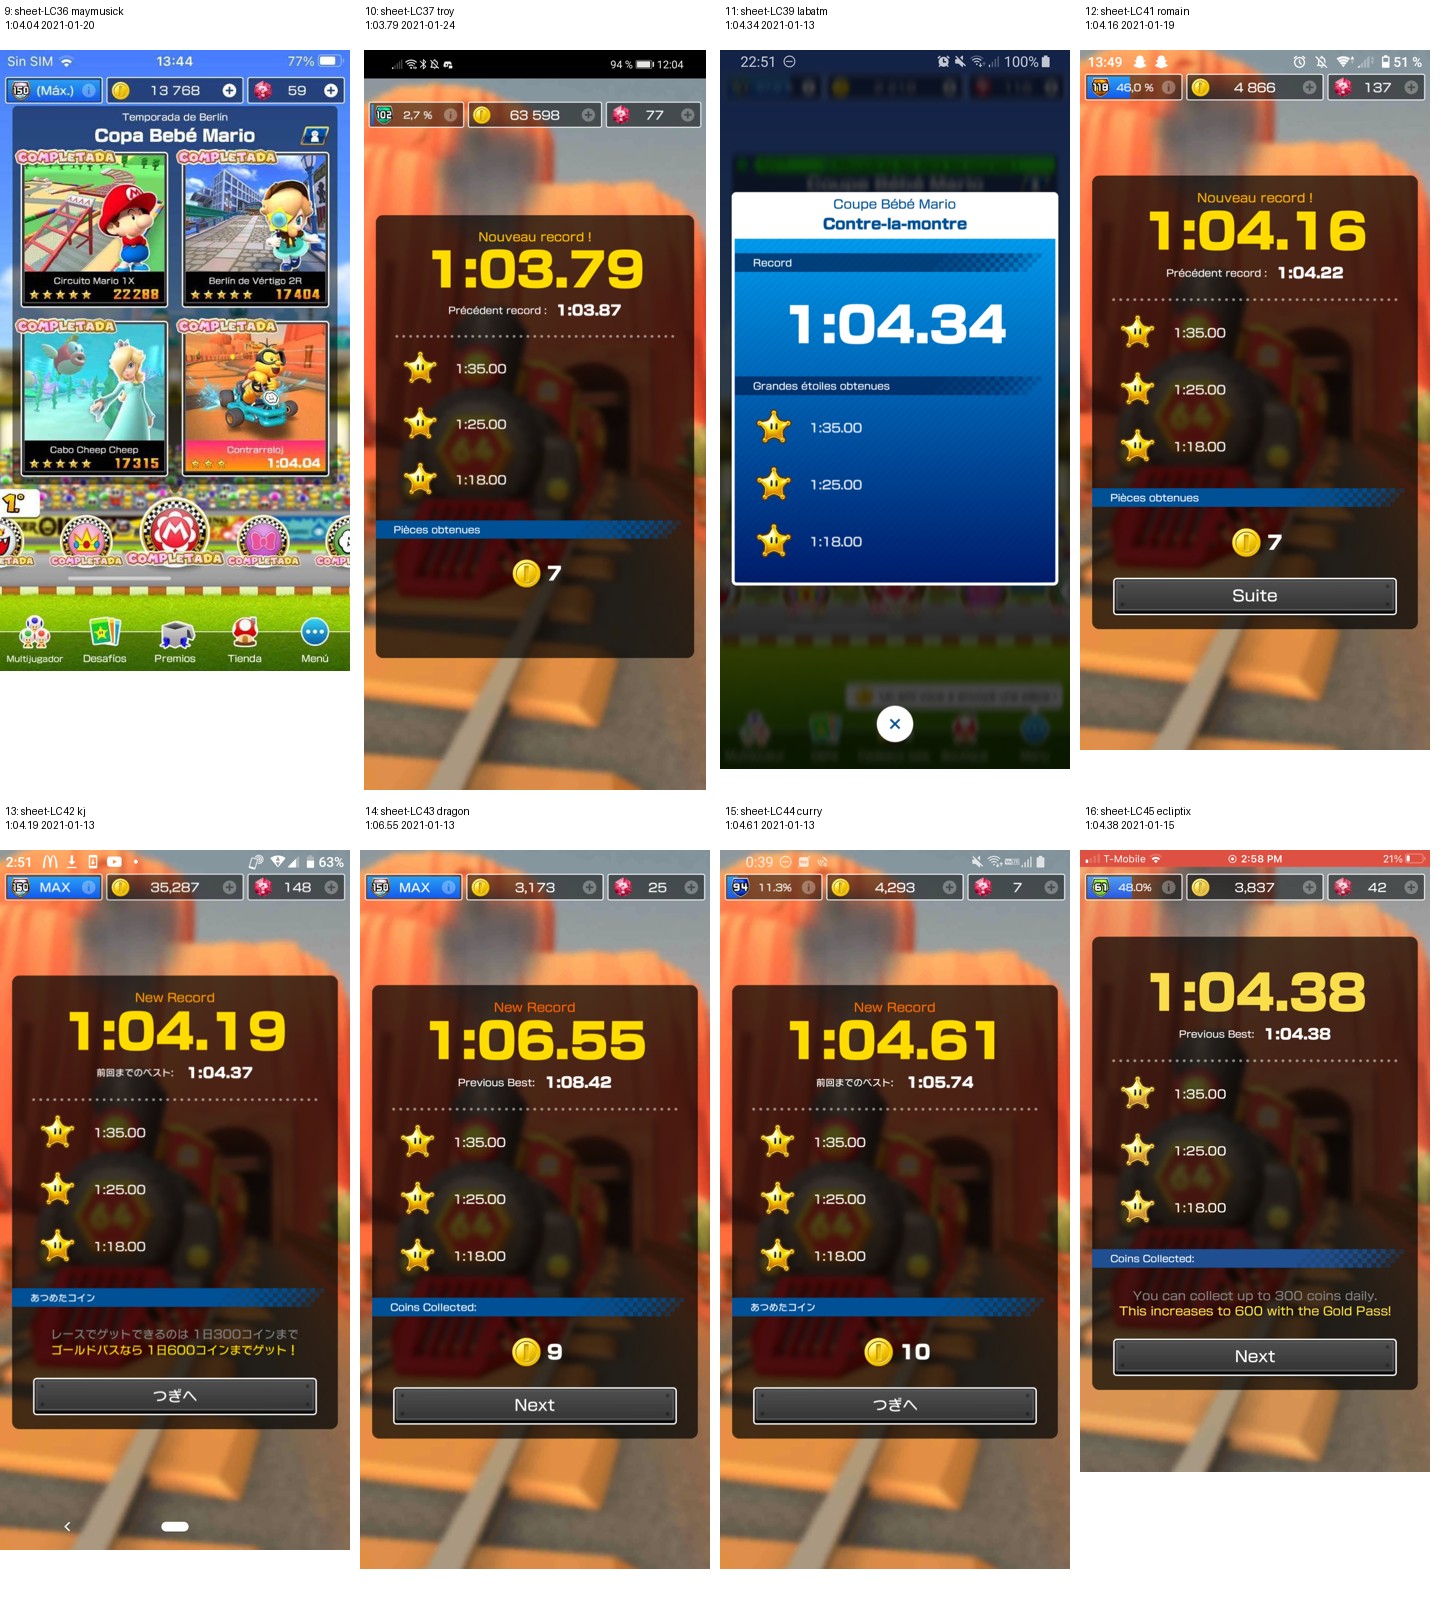 9: sheet-LC36 maymusick
1:04.04 2021-01-20
Sin SIM 13:44 77%
150 (Máx.) 13 768 59
Temporada de Berlín
Copa Bebé Mario
COMPLETADA COMPLETADA
Circuito Mario 1X Berlín de Vértigo 2R
22288 17404
COMPLETADA COMPLETADA
Cabo Cheep Cheep Contrarreloj
17315 1:04.04
1.º
COMPLETADA COMPLETADA
Multijugador Desafíos Premios Tienda Menú
10: sheet-LC37 troy
1:03.79 2021-01-24
94 % 12:04
102 2,7 % 63 598 77
Nouveau record !
1:03.79
Précédent record : 1:03.87
1:35.00
1:25.00
1:18.00
Pièces obtenues
7
11: sheet-LC39 labatm
1:04.34 2021-01-13
22:51 100%
Coupe Bébé Mario
Coupe Bébé Mario
Contre-la-montre
Record
1:04.34
Grandes étoiles obtenues
1:35.00
1:25.00
1:18.00
12: sheet-LC41 romain
1:04.16 2021-01-19
13:49 51 %
118 46,0 % 4 866 137
Nouveau record !
1:04.16
Précédent record : 1:04.22
1:35.00
1:25.00
1:18.00
Pièces obtenues
7
Suite
13: sheet-LC42 kj
1:04.19 2021-01-13
2:51 63%
150 MAX 35,287 148
New Record
1:04.19
前回までのベスト: 1:04.37
1:35.00
1:25.00
1:18.00
あつめたコイン
レースでゲットできるのは 1日300コインまで
ゴールドパスなら 1日600コインまでゲット！
つぎへ
14: sheet-LC43 dragon
1:06.55 2021-01-13
150 MAX 3,173 25
New Record
1:06.55
Previous Best: 1:08.42
1:35.00
1:25.00
1:18.00
Coins Collected:
9
Next
15: sheet-LC44 curry
1:04.61 2021-01-13
0:39
94 11.3% 4,293 7
New Record
1:04.61
前回までのベスト: 1:05.74
1:35.00
1:25.00
1:18.00
あつめたコイン
10
つぎへ
16: sheet-LC45 ecliptix
1:04.38 2021-01-15
T-Mobile 2:58 PM 21%
61 48.0% 3,837 42
1:04.38
Previous Best: 1:04.38
1:35.00
1:25.00
1:18.00
Coins Collected:
You can collect up to 300 coins daily.
This increases to 600 with the Gold Pass!
Next